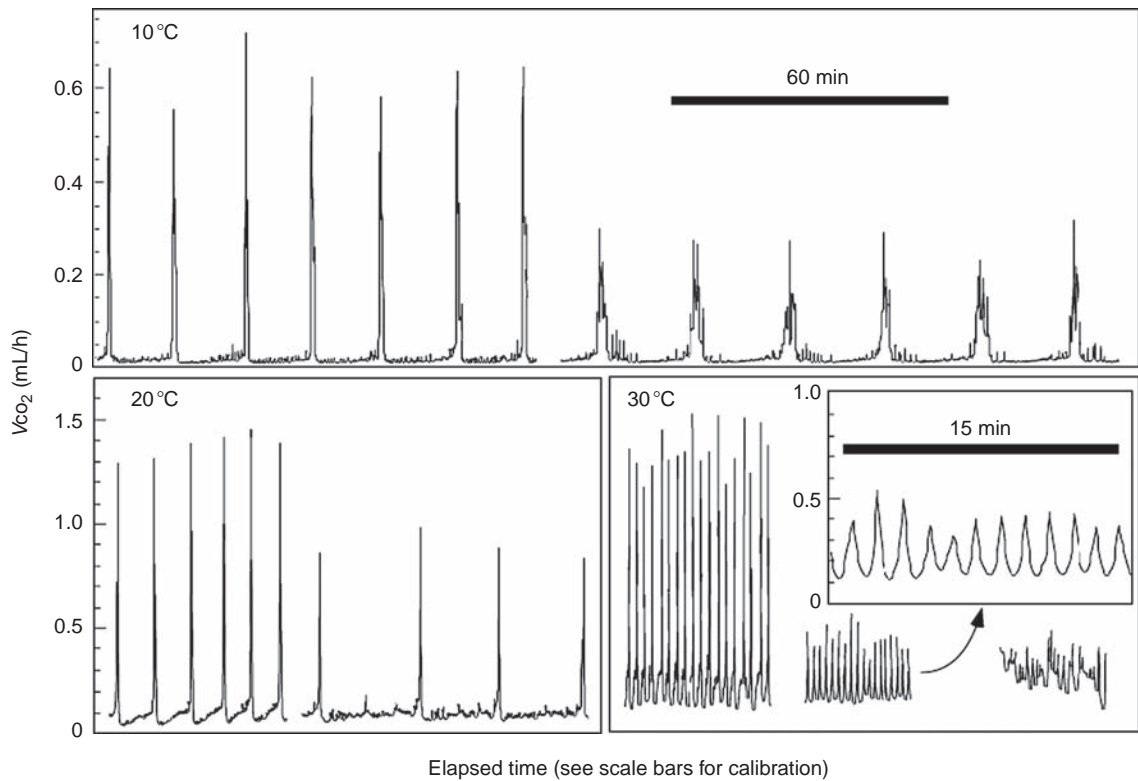 10 °C
60 min
0.6
0.4
0.2
0
Vco₂ (mL/h)
20 °C
1.5
1.0
0.5
0
30 °C
1.0
15 min
0.5
0
Elapsed time (see scale bars for calibration)